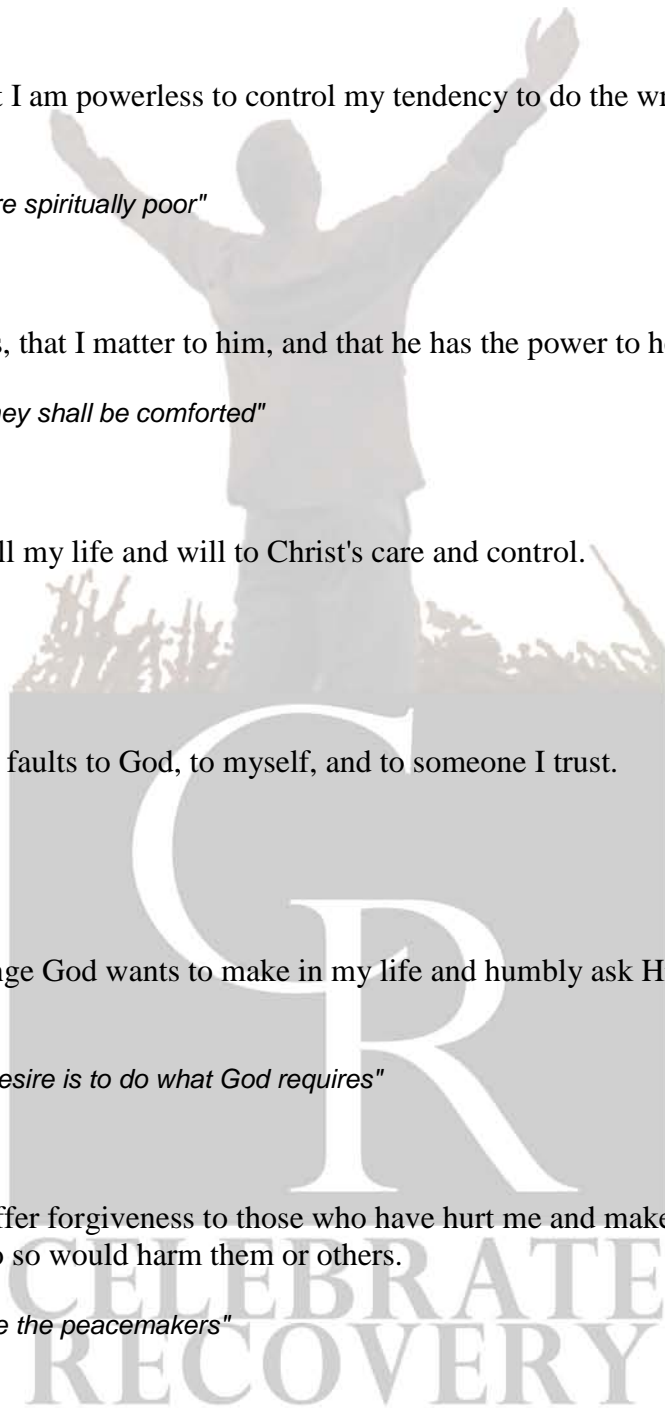 t I am powerless to control my tendency to do the wr
re spiritually poor"
s, that I matter to him, and that he has the power to he
hey shall be comforted"
ll my life and will to Christ's care and control.
faults to God, to myself, and to someone I trust.
nge God wants to make in my life and humbly ask H
esire is to do what God requires"
ffer forgiveness to those who have hurt me and make
o so would harm them or others.
e the peacemakers"
CR
CELEBRATE
RECOVERY